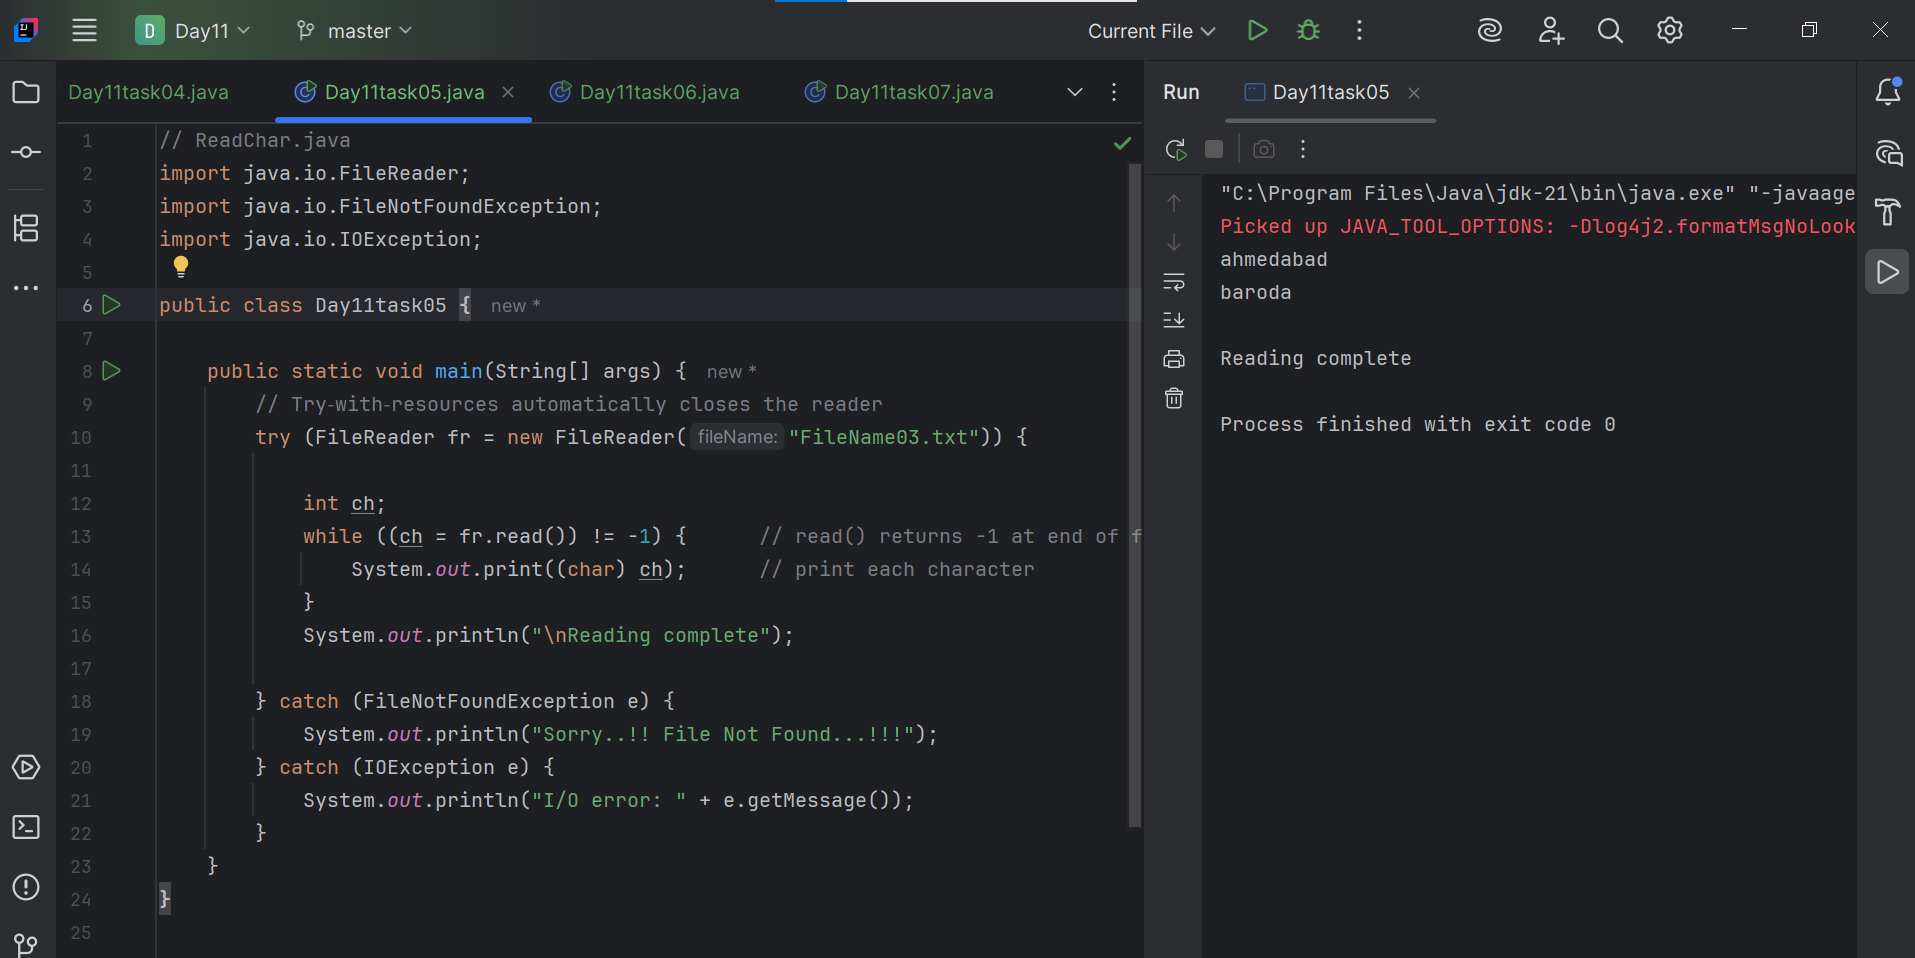 D Day11 master Current File
Day11task04.java Day11task05.java Day11task06.java Day11task07.java
1 // ReadChar.java
2 import java.io.FileReader;
3 import java.io.FileNotFoundException;
4 import java.io.IOException;
5
6 public class Day11task05 { new *
7
8 public static void main(String[] args) { new *
9 // Try-with-resources automatically closes the reader
10 try (FileReader fr = new FileReader( fileName: "FileName03.txt")) {
11
12 int ch;
13 while ((ch = fr.read()) != -1) { // read() returns -1 at end of f
14 System.out.print((char) ch); // print each character
15 }
16 System.out.println("\nReading complete");
17
18 } catch (FileNotFoundException e) {
19 System.out.println("Sorry..!! File Not Found...!!!");
20 } catch (IOException e) {
21 System.out.println("I/O error: " + e.getMessage());
22 }
23 }
24 }
25
Run Day11task05
"C:\Program Files\Java\jdk-21\bin\java.exe" "-javaage
Picked up JAVA_TOOL_OPTIONS: -Dlog4j2.formatMsgNoLook
ahmedabad
baroda
Reading complete
Process finished with exit code 0